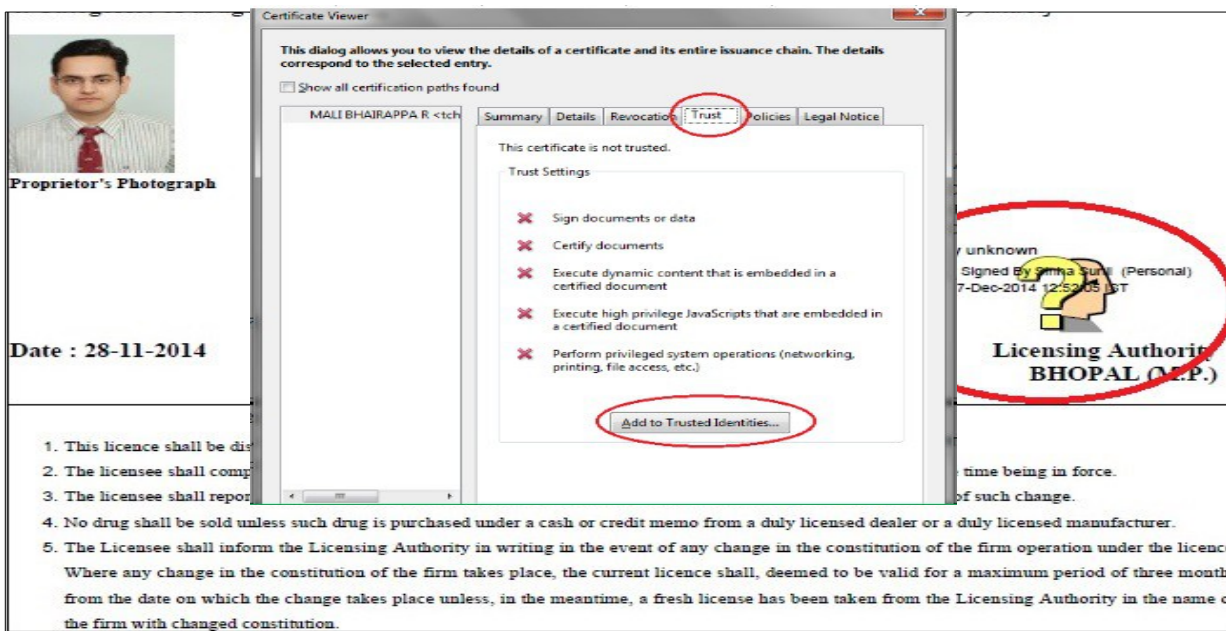 Certificate Viewer
This dialog allows you to view the details of a certificate and its entire issuance chain. The details
correspond to the selected entry.
Show all certification paths found
MALI BHAIRAPPA R <tch
Summary Details Revocation Trust Policies Legal Notice
This certificate is not trusted.
Trust Settings
Sign documents or data
Certify documents
Execute dynamic content that is embedded in a
certified document
Execute high privilege JavaScripts that are embedded in
a certified document
Perform privileged system operations (networking,
printing, file access, etc.)
Add to Trusted Identities...
Proprietor's Photograph
y unknown
Signed By Sinha Sunil (Personal)
7-Dec-2014 12:52:05 IST
Date : 28-11-2014
Licensing Authority
BHOPAL (M.P.)
1. This licence shall be dis
2. The licensee shall comp time being in force.
3. The licensee shall repor of such change.
4. No drug shall be sold unless such drug is purchased under a cash or credit memo from a duly licensed dealer or a duly licensed manufacturer.
5. The Licensee shall inform the Licensing Authority in writing in the event of any change in the constitution of the firm operation under the licence
Where any change in the constitution of the firm takes place, the current licence shall, deemed to be valid for a maximum period of three month
from the date on which the change takes place unless, in the meantime, a fresh license has been taken from the Licensing Authority in the name o
the firm with changed constitution.